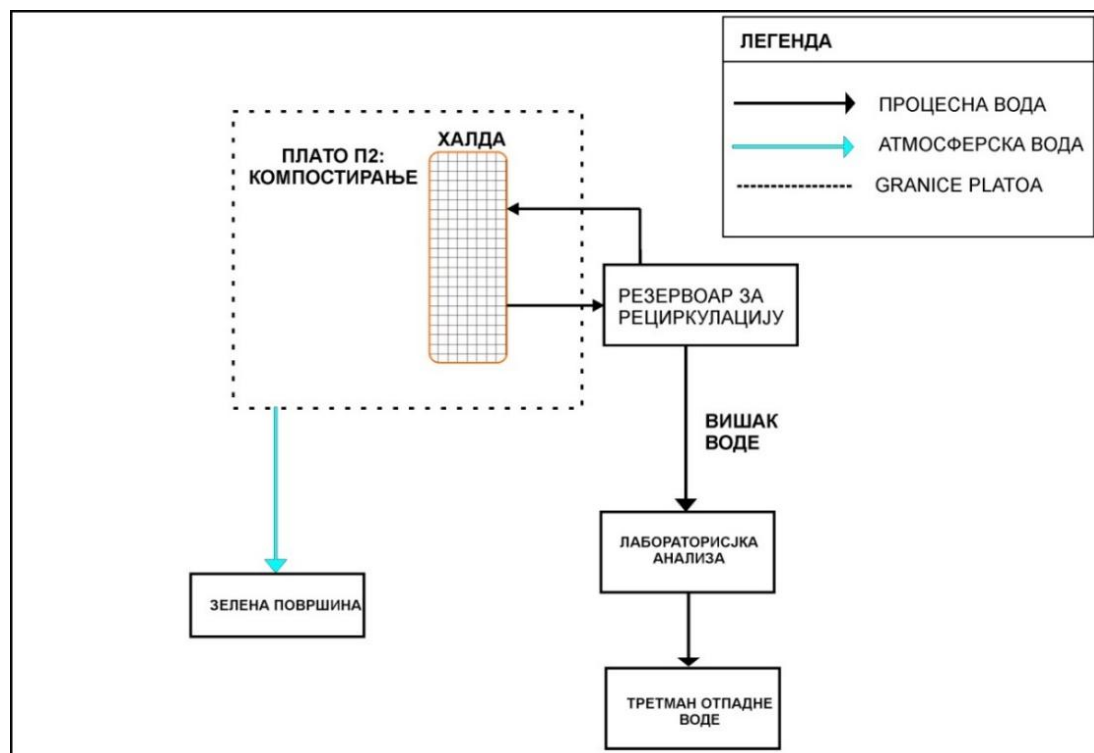 ЛЕГЕНДА
ПРОЦЕСНА ВОДА
АТМОСФЕРСКА ВОДА
GRANICE PLATOA
ХАЛДА
ПЛАТО П2:
КОМПОСТИРАЊЕ
РЕЗЕРВОАР ЗА
РЕЦИРКУЛАЦИЈУ
ВИШАК
ВОДЕ
ЛАБОРАТОРИСЈКА
АНАЛИЗА
ЗЕЛЕНА ПОВРШИНА
ТРЕТМАН ОТПАДНЕ
ВОДЕ